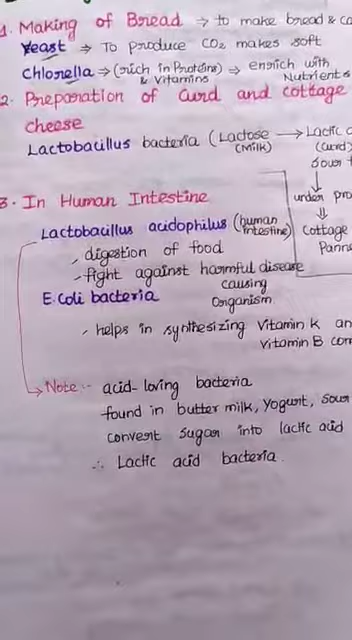 1. Making of Bread → to make bread & ca
Yeast ⇒ To produce CO₂ makes soft
Chlorella ⇒ (rich in Proteins & Vitamins) ⇒ enrich with Nutrients
2. Preparation of Curd and cottage
cheese
Lactobacillus bacteria (Lactose (Milk) → Lactic a
(curd)
Sour
↓
3. In Human Intestine
under pro
⇓
Lactobacillus acidophilus (human intestine)
Cottage
Pann
, digestion of food
, fight against harmful disease
causing
E.Coli bacteria
Organism
, helps in synthesizing Vitamin K an
Vitamin B com
→ Note :- acid-loving bacteria
found in butter milk, yogurt, sour
convert sugar into lactic acid
∴ Lactic acid bacteria.